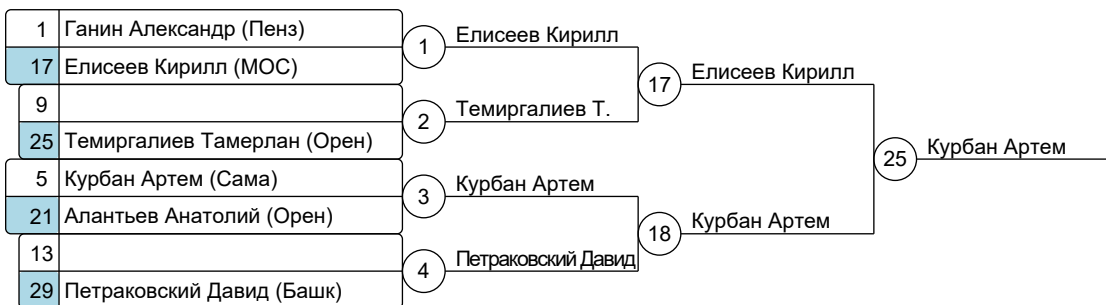 1 Ганин Александр (Пенз)
17 Елисеев Кирилл (МОС)
9
25 Темиргалиев Тамерлан (Орен)
5 Курбан Артем (Сама)
21 Алантьев Анатолий (Орен)
13
29 Петраковский Давид (Башк)
1 Елисеев Кирилл
2 Темиргалиев Т.
3 Курбан Артем
4 Петраковский Давид
17 Елисеев Кирилл
18 Курбан Артем
25 Курбан Артем